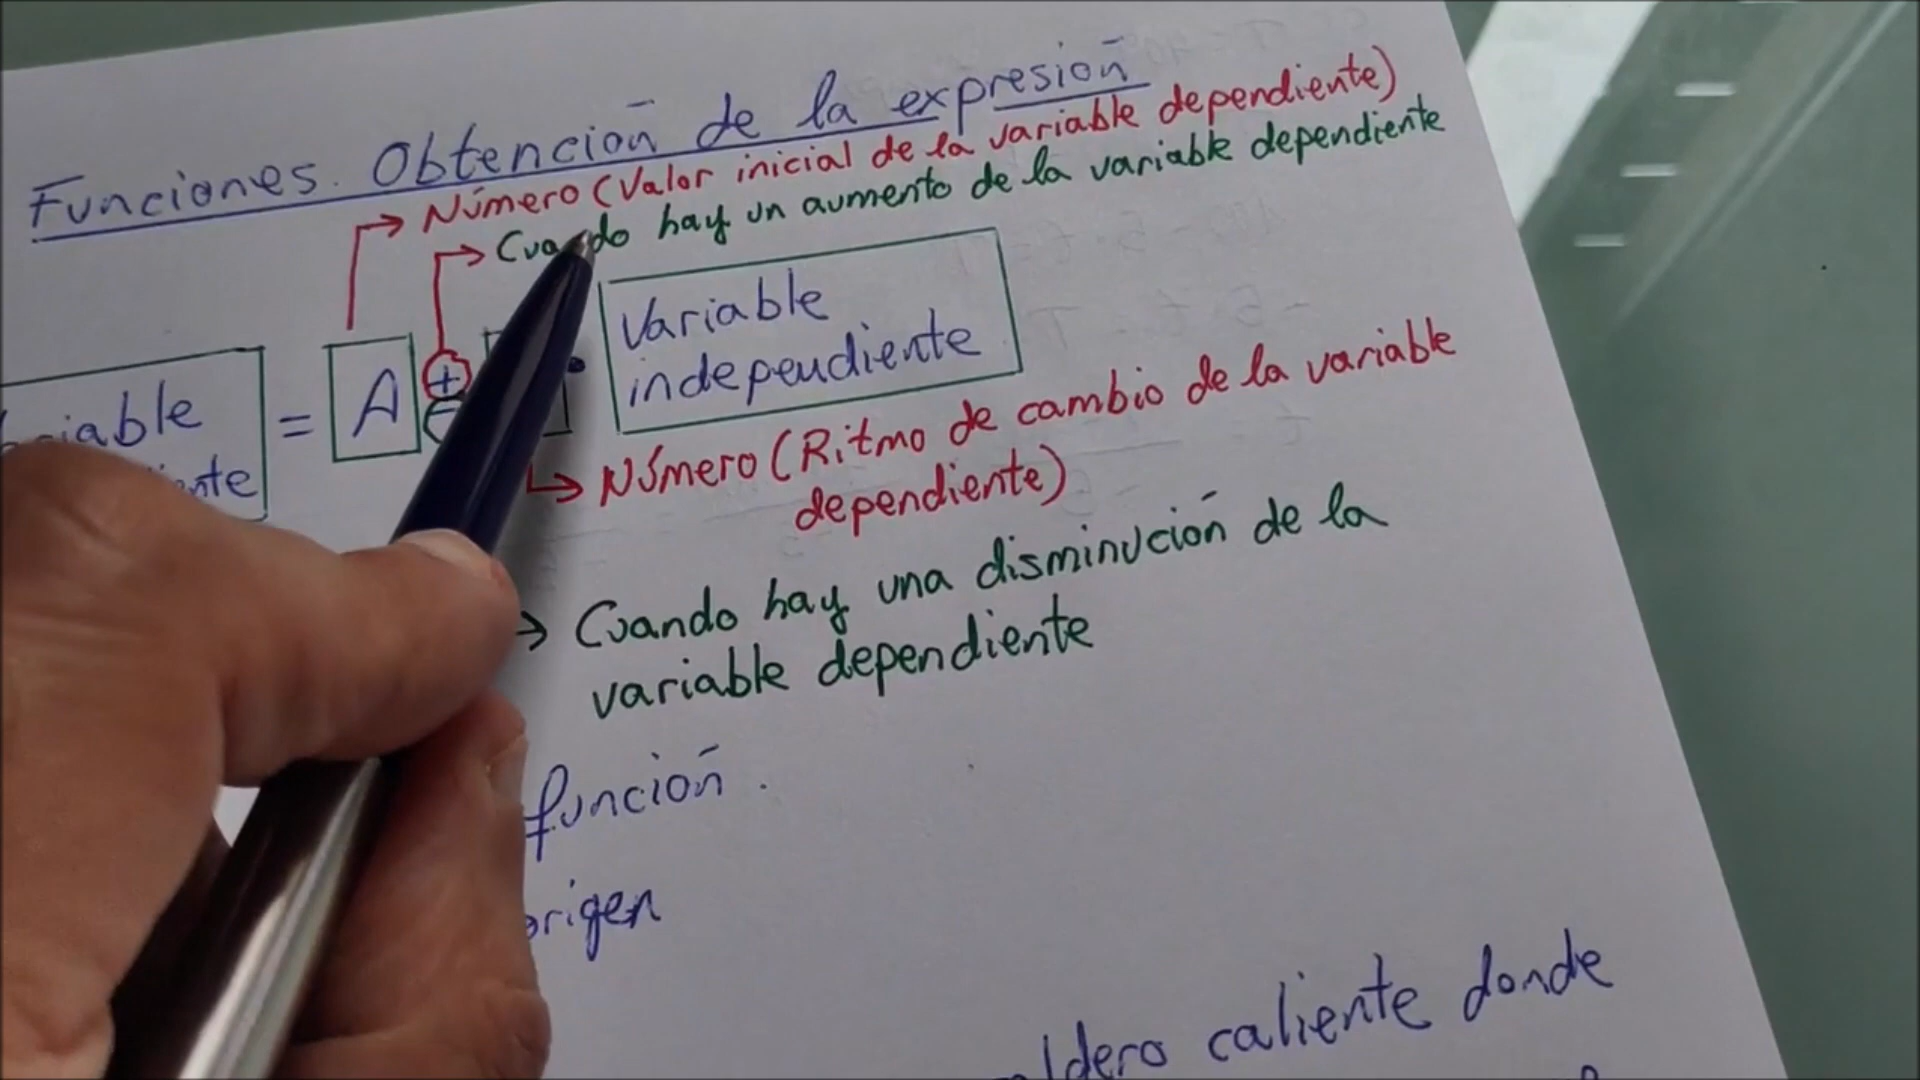 Funciones. Obtención de la expresión
Número (Valor inicial de la variable dependiente)
Cuando hay un aumento de la variable dependiente
= A + · Variable
independiente
Número (Ritmo de cambio de la variable
dependiente)
Cuando hay una disminución de la
variable dependiente
función.
origen
caliente donde